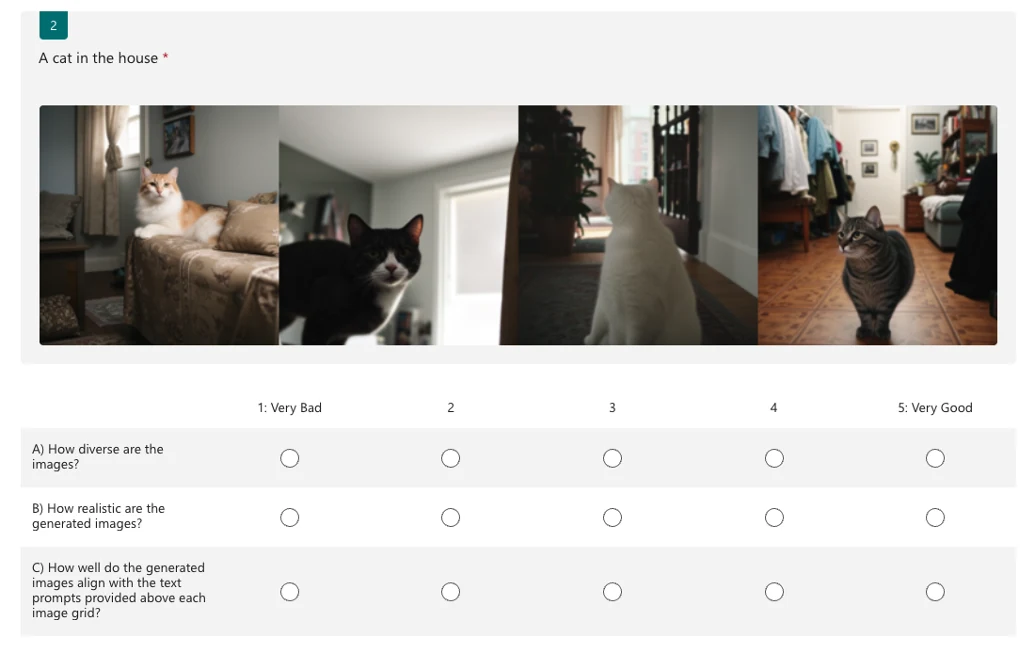 2
A cat in the house *
1: Very Bad
2
3
4
5: Very Good
A) How diverse are the
images?
B) How realistic are the
generated images?
C) How well do the generated
images align with the text
prompts provided above each
image grid?